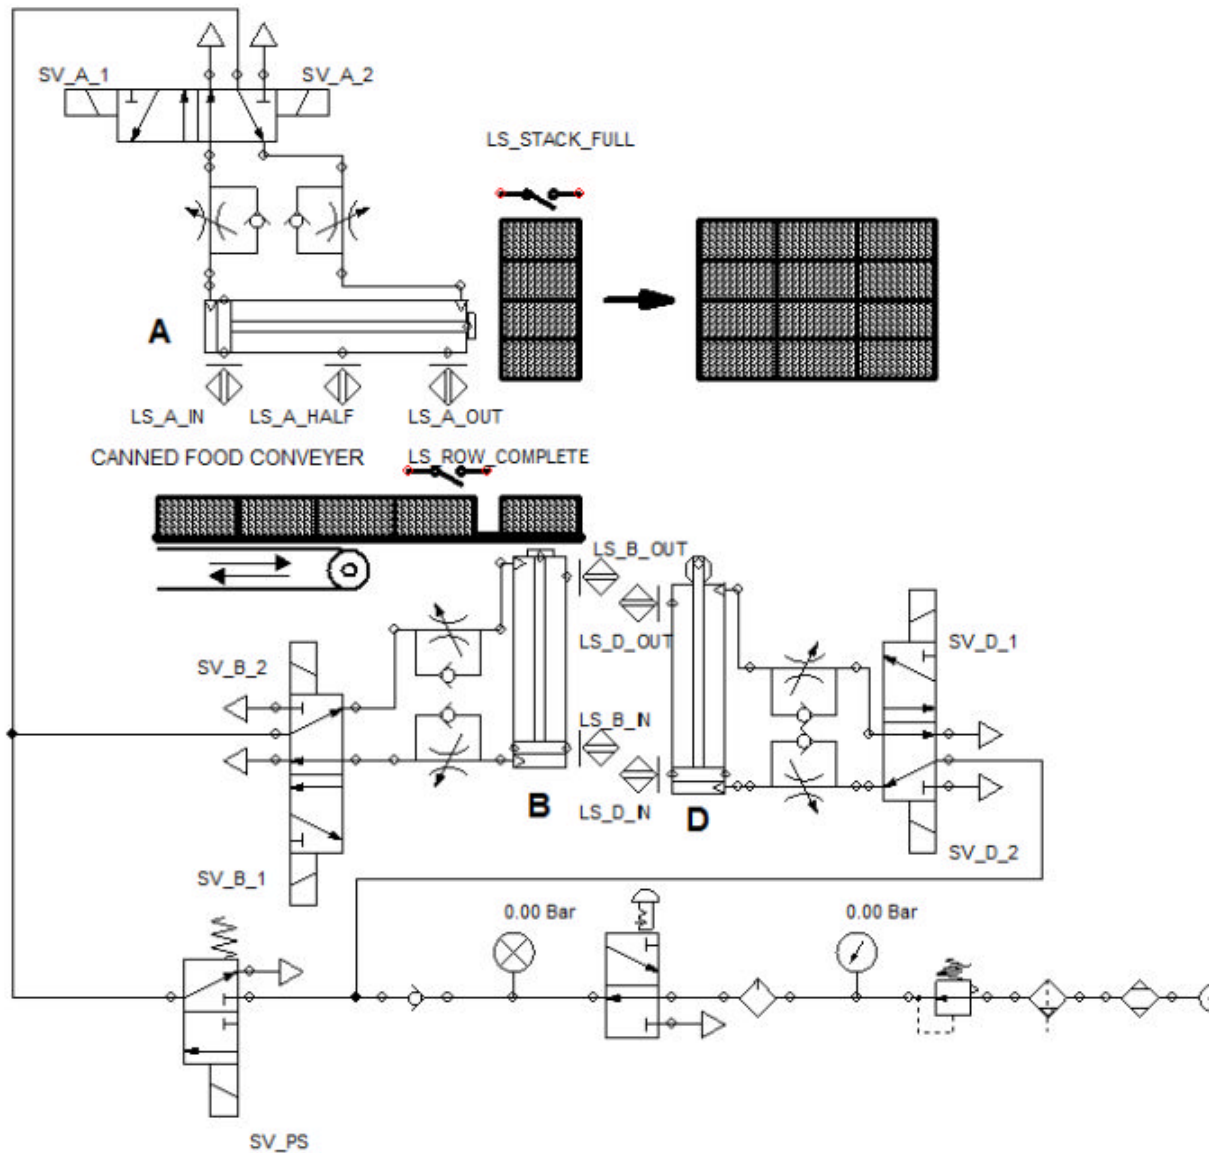 SV_A_1
SV_A_2
LS_STACK_FULL
A
LS_A_IN
LS_A_HALF
LS_A_OUT
CANNED FOOD CONVEYER
LS_ROW_COMPLETE
LS_B_OUT
LS_D_OUT
SV_D_1
SV_B_2
LS_B_IN
LS_D_IN
B
D
SV_D_2
SV_B_1
0.00 Bar
0.00 Bar
SV_PS